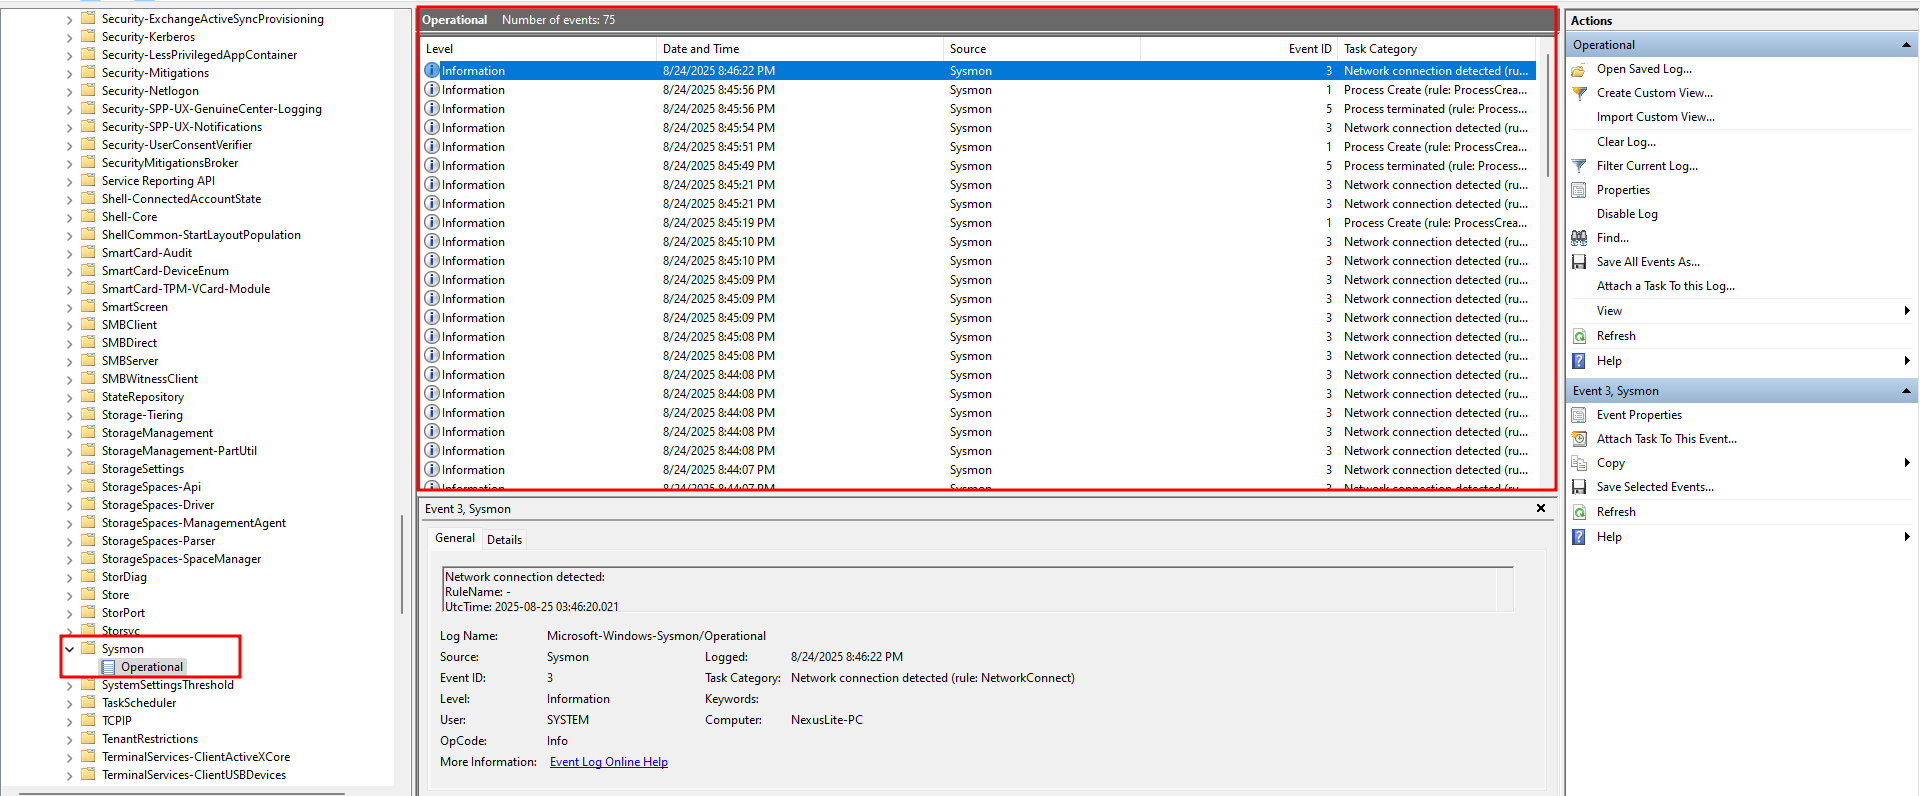 Security-ExchangeActiveSyncProvisioning
Security-Kerberos
Security-LessPrivilegedAppContainer
Security-Mitigations
Security-Netlogon
Security-SPP-UX-GenuineCenter-Logging
Security-SPP-UX-Notifications
Security-UserConsentVerifier
SecurityMitigationsBroker
Service Reporting API
Shell-ConnectedAccountState
Shell-Core
ShellCommon-StartLayoutPopulation
SmartCard-Audit
SmartCard-DeviceEnum
SmartCard-TPM-VCard-Module
SmartScreen
SMBClient
SMBDirect
SMBServer
SMBWitnessClient
StateRepository
Storage-Tiering
StorageManagement
StorageManagement-PartUtil
StorageSettings
StorageSpaces-Api
StorageSpaces-Driver
StorageSpaces-ManagementAgent
StorageSpaces-Parser
StorageSpaces-SpaceManager
StorDiag
Store
StorPort
Storsvc
Sysmon
Operational
SystemSettingsThreshold
TaskScheduler
TCPIP
TenantRestrictions
TerminalServices-ClientActiveXCore
TerminalServices-ClientUSBDevices
Operational Number of events: 75
Level Date and Time Source Event ID Task Category
Information 8/24/2025 8:46:22 PM Sysmon 3 Network connection detected (ru...
Information 8/24/2025 8:45:56 PM Sysmon 1 Process Create (rule: ProcessCrea...
Information 8/24/2025 8:45:56 PM Sysmon 5 Process terminated (rule: Process...
Information 8/24/2025 8:45:54 PM Sysmon 3 Network connection detected (ru...
Information 8/24/2025 8:45:51 PM Sysmon 1 Process Create (rule: ProcessCrea...
Information 8/24/2025 8:45:49 PM Sysmon 5 Process terminated (rule: Process...
Information 8/24/2025 8:45:21 PM Sysmon 3 Network connection detected (ru...
Information 8/24/2025 8:45:21 PM Sysmon 3 Network connection detected (ru...
Information 8/24/2025 8:45:19 PM Sysmon 1 Process Create (rule: ProcessCrea...
Information 8/24/2025 8:45:10 PM Sysmon 3 Network connection detected (ru...
Information 8/24/2025 8:45:10 PM Sysmon 3 Network connection detected (ru...
Information 8/24/2025 8:45:09 PM Sysmon 3 Network connection detected (ru...
Information 8/24/2025 8:45:09 PM Sysmon 3 Network connection detected (ru...
Information 8/24/2025 8:45:09 PM Sysmon 3 Network connection detected (ru...
Information 8/24/2025 8:45:08 PM Sysmon 3 Network connection detected (ru...
Information 8/24/2025 8:45:08 PM Sysmon 3 Network connection detected (ru...
Information 8/24/2025 8:44:08 PM Sysmon 3 Network connection detected (ru...
Information 8/24/2025 8:44:08 PM Sysmon 3 Network connection detected (ru...
Information 8/24/2025 8:44:08 PM Sysmon 3 Network connection detected (ru...
Information 8/24/2025 8:44:08 PM Sysmon 3 Network connection detected (ru...
Information 8/24/2025 8:44:08 PM Sysmon 3 Network connection detected (ru...
Information 8/24/2025 8:44:07 PM Sysmon 3 Network connection detected (ru...
Information 8/24/2025 8:44:07 PM Sysmon 3 Network connection detected (ru...
Event 3, Sysmon
General Details
Network connection detected:
RuleName: -
UtcTime: 2025-08-25 03:46:20.021
Log Name: Microsoft-Windows-Sysmon/Operational
Source: Sysmon Logged: 8/24/2025 8:46:22 PM
Event ID: 3 Task Category: Network connection detected (rule: NetworkConnect)
Level: Information Keywords:
User: SYSTEM Computer: NexusLite-PC
OpCode: Info
More Information: Event Log Online Help
Actions
Operational
Open Saved Log...
Create Custom View...
Import Custom View...
Clear Log...
Filter Current Log...
Properties
Disable Log
Find...
Save All Events As...
Attach a Task To this Log...
View
Refresh
Help
Event 3, Sysmon
Event Properties
Attach Task To This Event...
Copy
Save Selected Events...
Refresh
Help